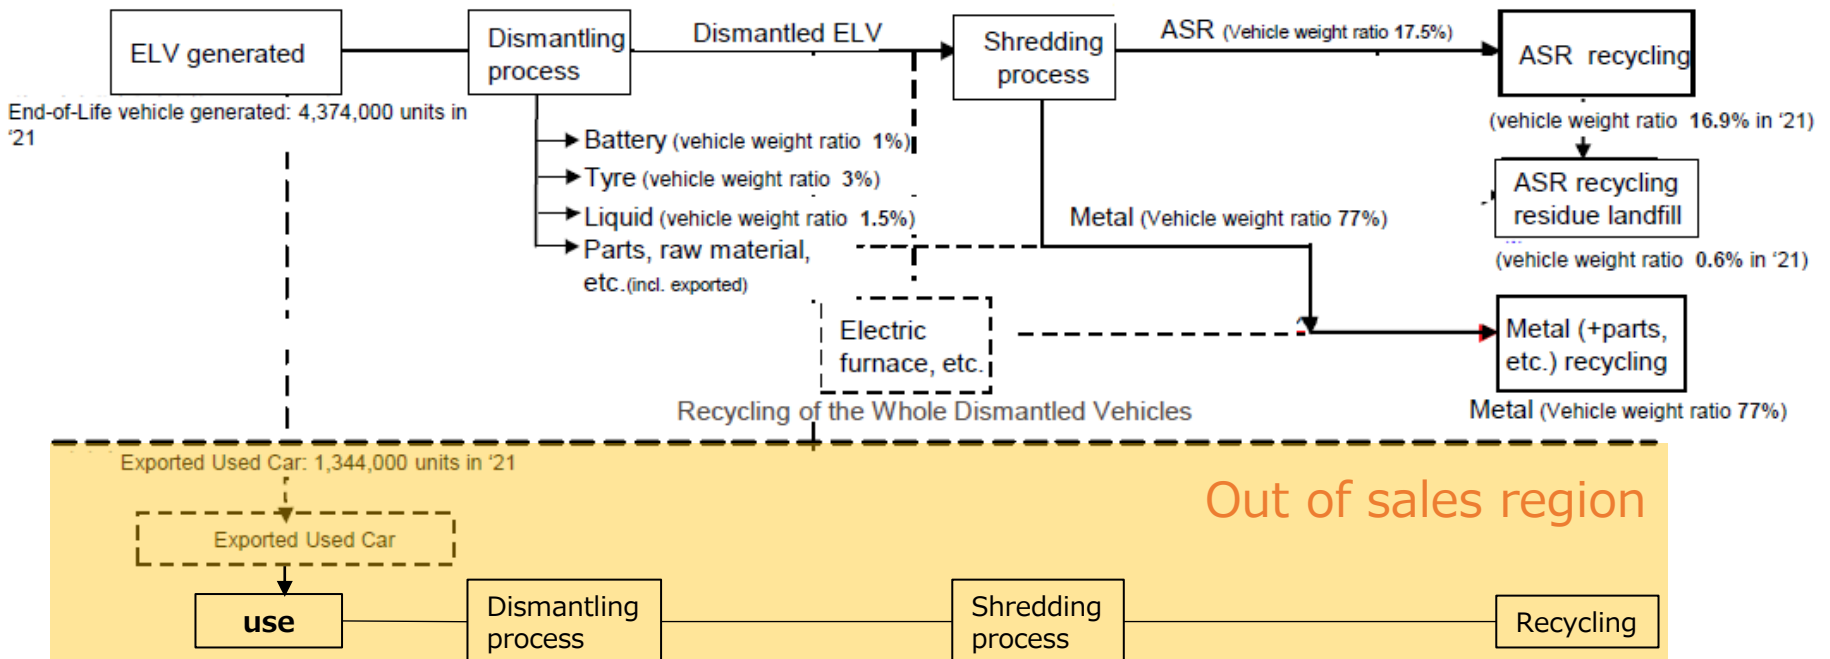 ELV generated
End-of-Life vehicle generated: 4,374,000 units in
'21
Dismantling
process
Dismantled ELV
Shredding
process
ASR (Vehicle weight ratio 17.5%)
ASR recycling
(vehicle weight ratio 16.9% in '21)
ASR recycling
residue landfill
(vehicle weight ratio 0.6% in '21)
Battery (vehicle weight ratio 1%)
Tyre (vehicle weight ratio 3%)
Liquid (vehicle weight ratio 1.5%)
Parts, raw material,
etc.(incl. exported)
Metal (Vehicle weight ratio 77%)
Electric
furnace, etc.
Metal (+parts,
etc.) recycling
Metal (Vehicle weight ratio 77%)
Recycling of the Whole Dismantled Vehicles
Exported Used Car: 1,344,000 units in '21
Out of sales region
Exported Used Car
use
Dismantling
process
Shredding
process
Recycling